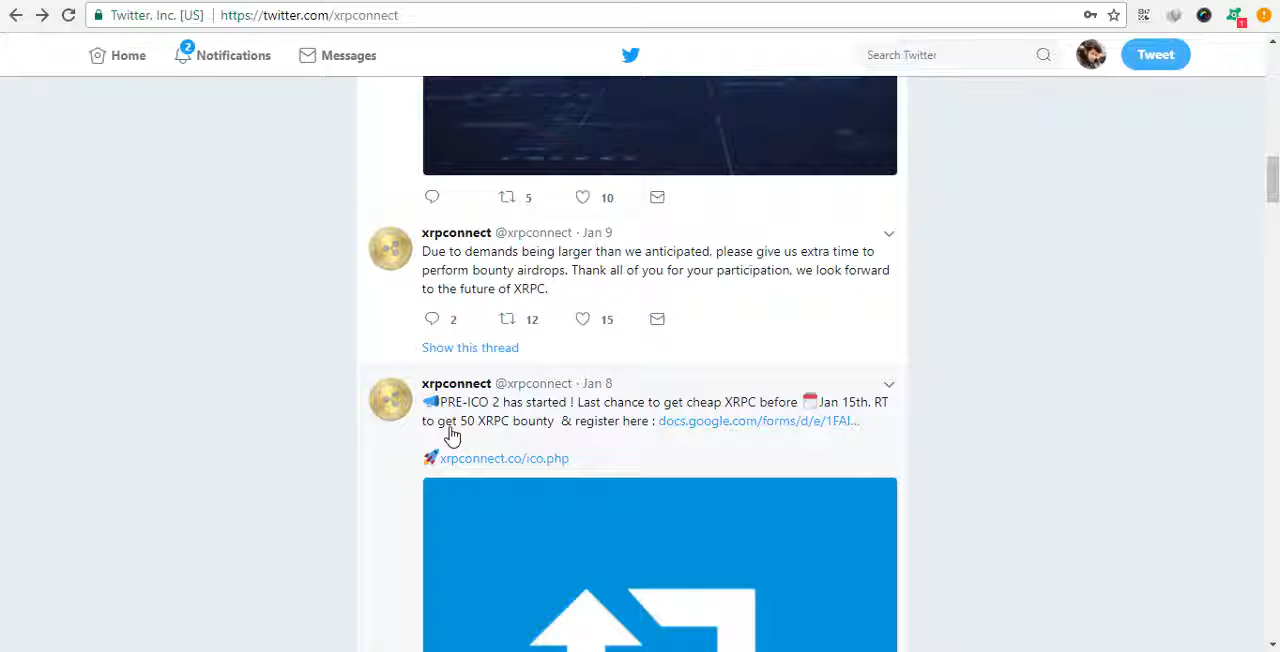 Twitter, Inc. [US] https://twitter.com/xrpconnect
1
Home 2 Notifications Messages Search Twitter Tweet
5 10
xrpconnect @xrpconnect · Jan 9
Due to demands being larger than we anticipated, please give us extra time to
perform bounty airdrops. Thank all of you for your participation, we look forward
to the future of XRPC.
2 12 15
Show this thread
xrpconnect @xrpconnect · Jan 8
PRE-ICO 2 has started ! Last chance to get cheap XRPC before Jan 15th. RT
to get 50 XRPC bounty & register here : docs.google.com/forms/d/e/1FAI...
xrpconnect.co/ico.php